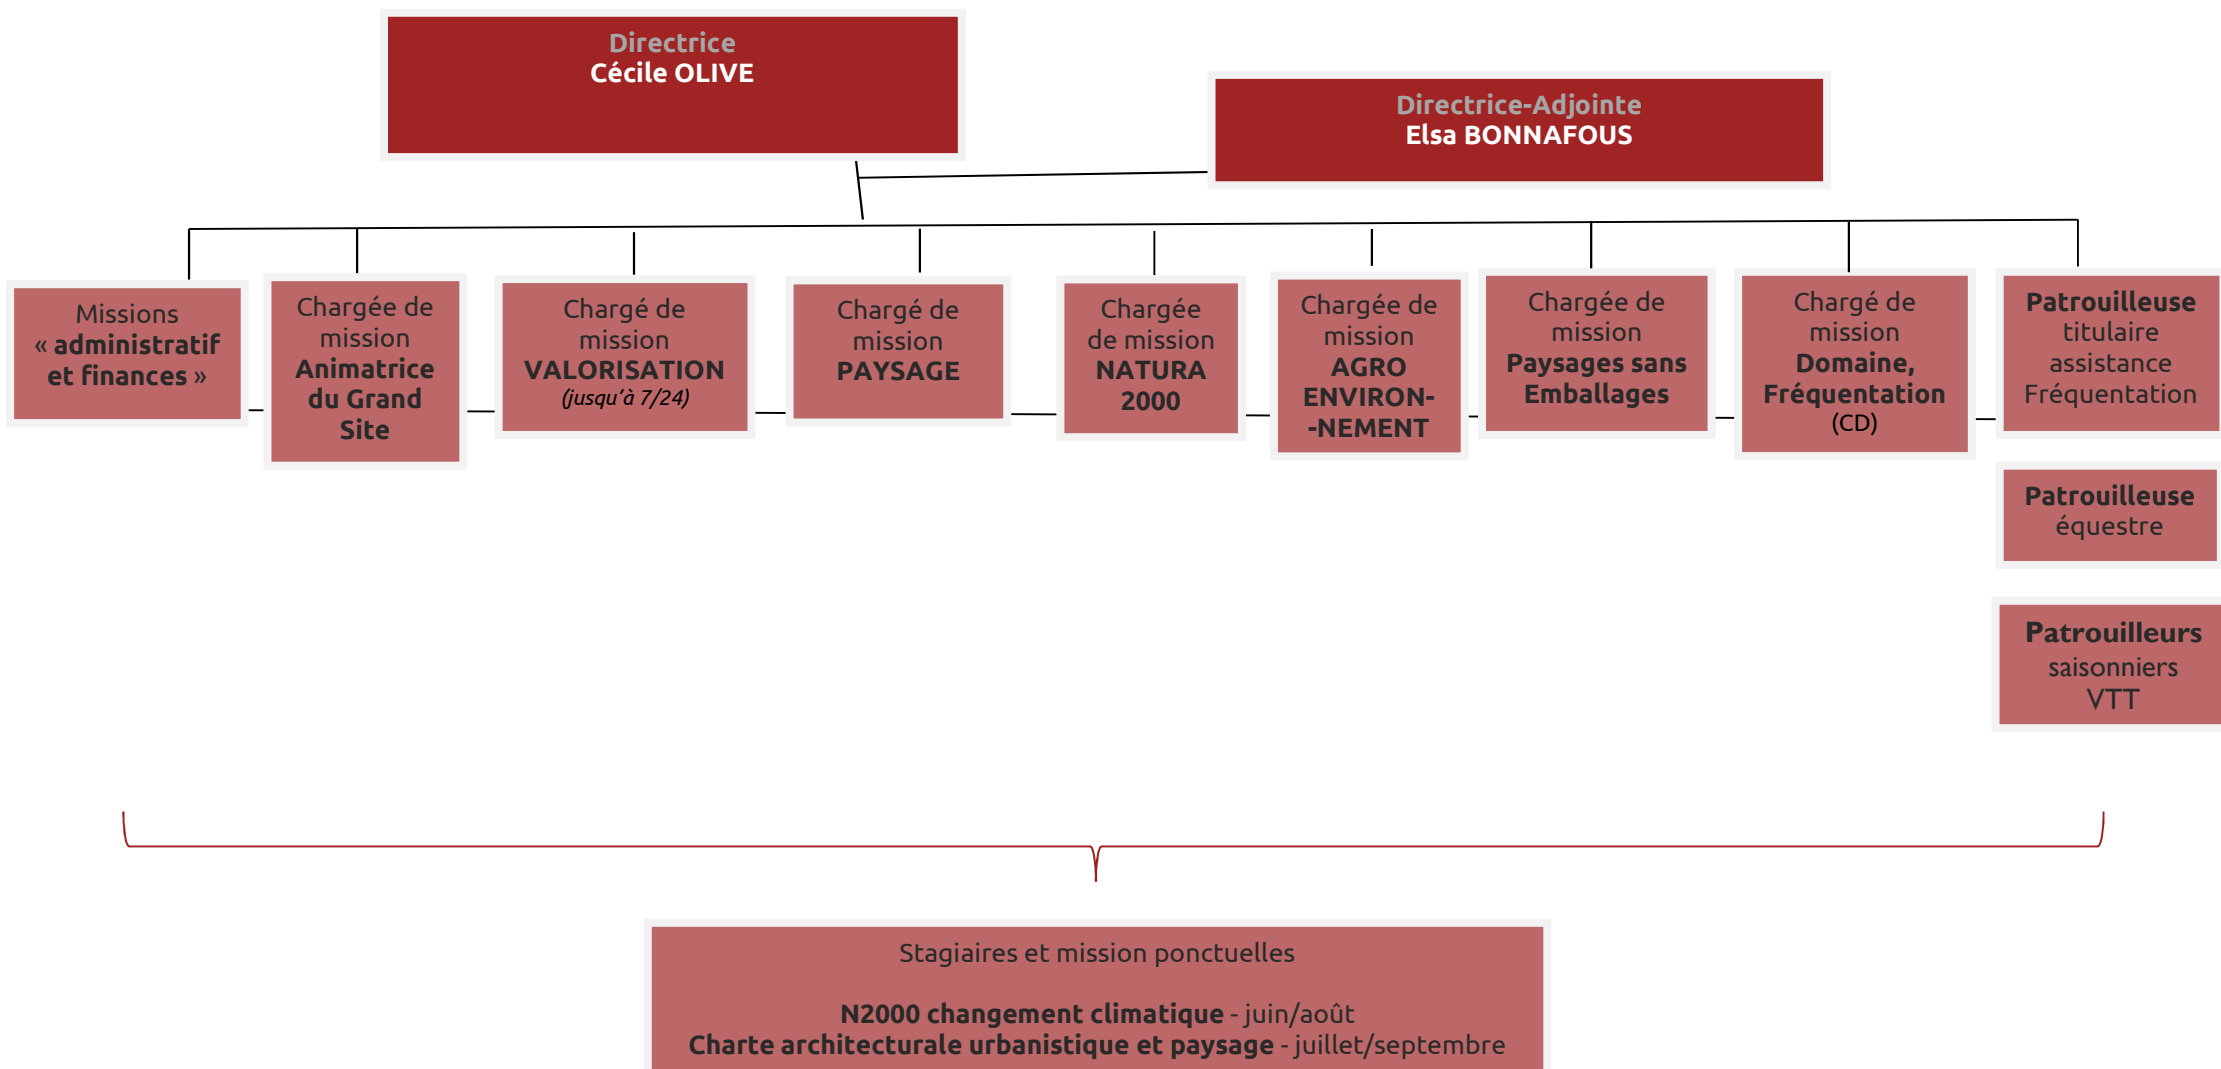 Directrice
Cécile OLIVE
Directrice-Adjointe
Elsa BONNAFOUS
Missions
« administratif
et finances »
Chargée de
mission
Animatrice
du Grand
Site
Chargé de
mission
VALORISATION
(jusqu'à 7/24)
Chargé de
mission
PAYSAGE
Chargée
de mission
NATURA
2000
Chargée de
mission
AGRO
ENVIRON-
-NEMENT
Chargée de
mission
Paysages sans
Emballages
Chargé de
mission
Domaine,
Fréquentation
(CD)
Patrouilleuse
titulaire
assistance
Fréquentation
Patrouilleuse
équestre
Patrouilleurs
saisonniers
VTT
Stagiaires et mission ponctuelles
N2000 changement climatique - juin/août
Charte architecturale urbanistique et paysage - juillet/septembre